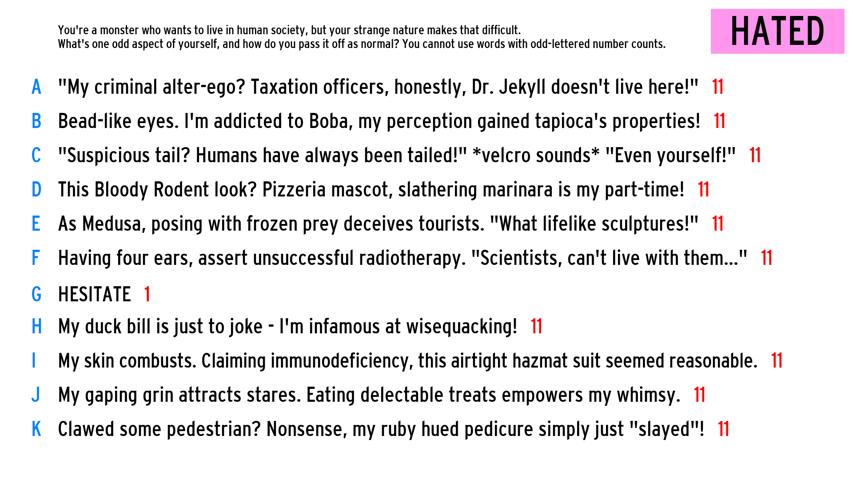 You're a monster who wants to live in human society, but your strange nature makes that difficult.
What's one odd aspect of yourself, and how do you pass it off as normal? You cannot use words with odd-lettered number counts.
HATED
A "My criminal alter-ego? Taxation officers, honestly, Dr. Jekyll doesn't live here!" 11
B Bead-like eyes. I'm addicted to Boba, my perception gained tapioca's properties! 11
C "Suspicious tail? Humans have always been tailed!" *velcro sounds* "Even yourself!" 11
D This Bloody Rodent look? Pizzeria mascot, slathering marinara is my part-time! 11
E As Medusa, posing with frozen prey deceives tourists. "What lifelike sculptures!" 11
F Having four ears, assert unsuccessful radiotherapy. "Scientists, can't live with them..." 11
G HESITATE 1
H My duck bill is just to joke - I'm infamous at wisequacking! 11
I My skin combusts. Claiming immunodeficiency, this airtight hazmat suit seemed reasonable. 11
J My gaping grin attracts stares. Eating delectable treats empowers my whimsy. 11
K Clawed some pedestrian? Nonsense, my ruby hued pedicure simply just "slayed"! 11